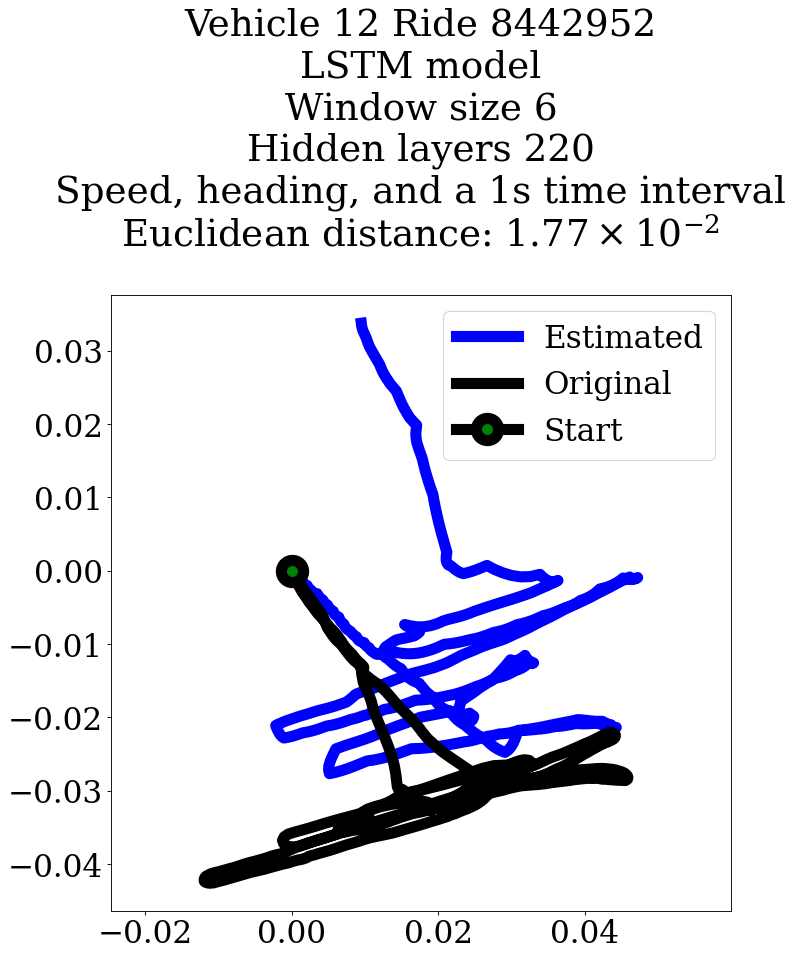 Vehicle 12 Ride 8442952
LSTM model
Window size 6
Hidden layers 220
Speed, heading, and a 1s time interval
Euclidean distance: 1.77 × 10⁻²
Estimated
Original
Start
0.03
0.02
0.01
0.00
−0.01
−0.02
−0.03
−0.04
−0.02
0.00
0.02
0.04